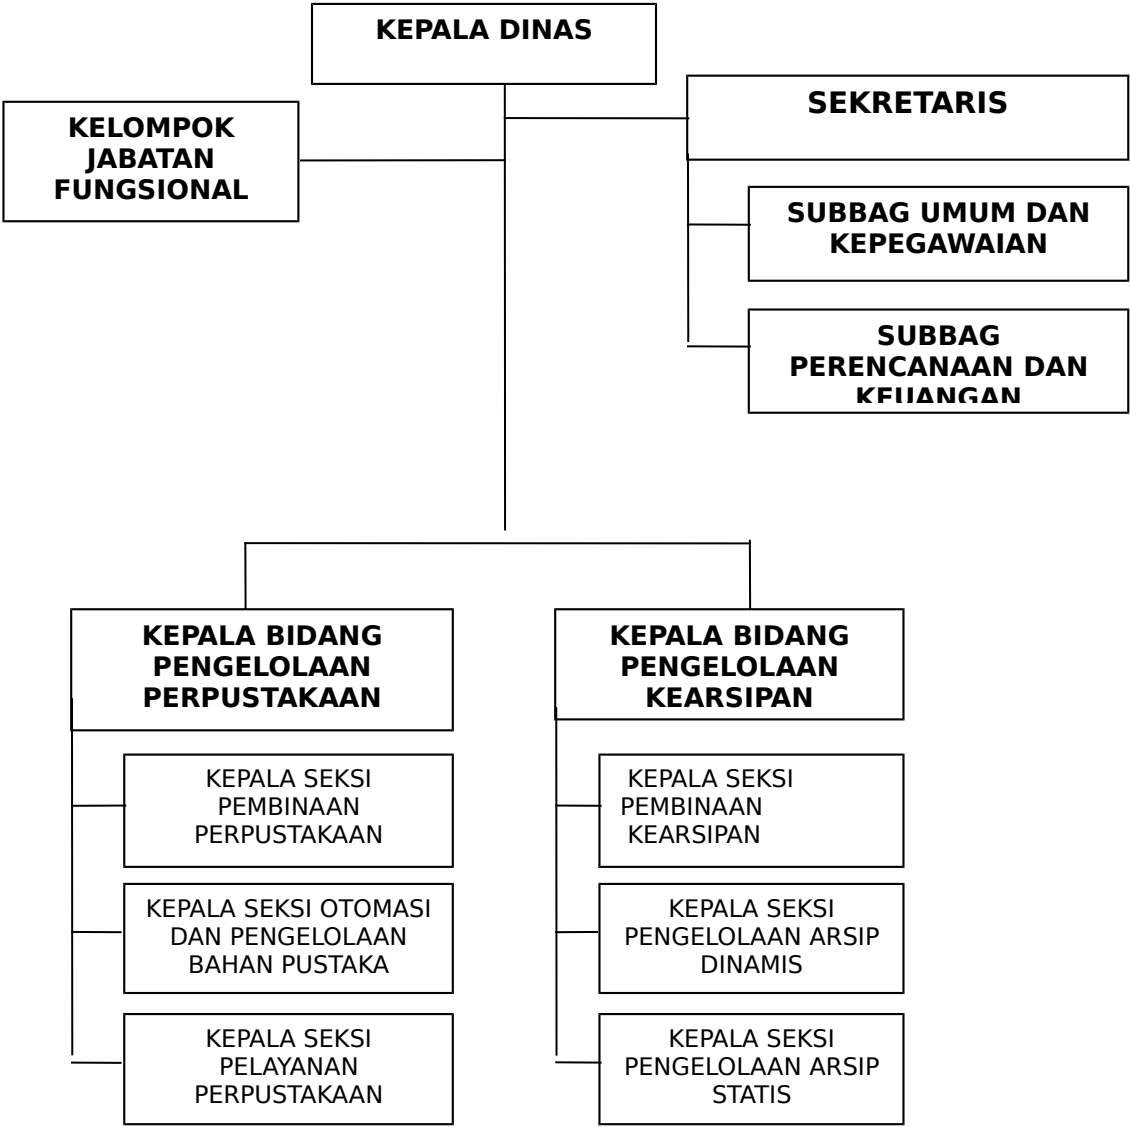 KEPALA DINAS
SEKRETARIS
KELOMPOK
JABATAN
FUNGSIONAL
SUBBAG UMUM DAN
KEPEGAWAIAN
SUBBAG
PERENCANAAN DAN
KEUANGAN
KEPALA BIDANG
PENGELOLAAN
PERPUSTAKAAN
KEPALA SEKSI
PEMBINAAN
PERPUSTAKAAN
KEPALA SEKSI OTOMASI
DAN PENGELOLAAN
BAHAN PUSTAKA
KEPALA SEKSI
PELAYANAN
PERPUSTAKAAN
KEPALA BIDANG
PENGELOLAAN
KEARSIPAN
KEPALA SEKSI
PEMBINAAN
KEARSIPAN
KEPALA SEKSI
PENGELOLAAN ARSIP
DINAMIS
KEPALA SEKSI
PENGELOLAAN ARSIP
STATIS